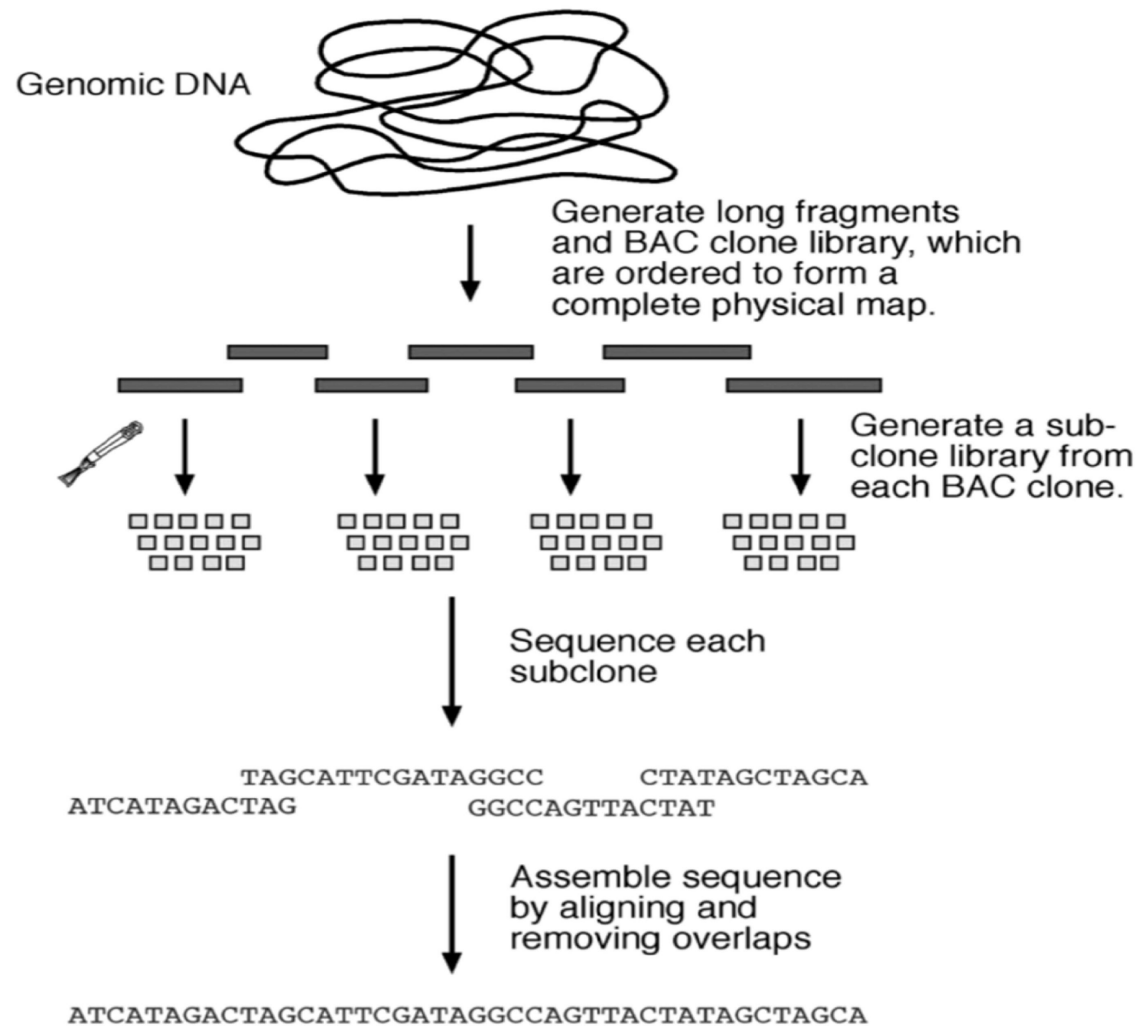 Genomic DNA
Generate long fragments
and BAC clone library, which
are ordered to form a
complete physical map.
Generate a sub-
clone library from
each BAC clone.
Sequence each
subclone
TAGCATTCGATAGGCC CTATAGCTAGCA
ATCATAGACTAG GGCCAGTTACTAT
Assemble sequence
by aligning and
removing overlaps
ATCATAGACTAGCATTCGATAGGCCAGTTACTATAGCTAGCA